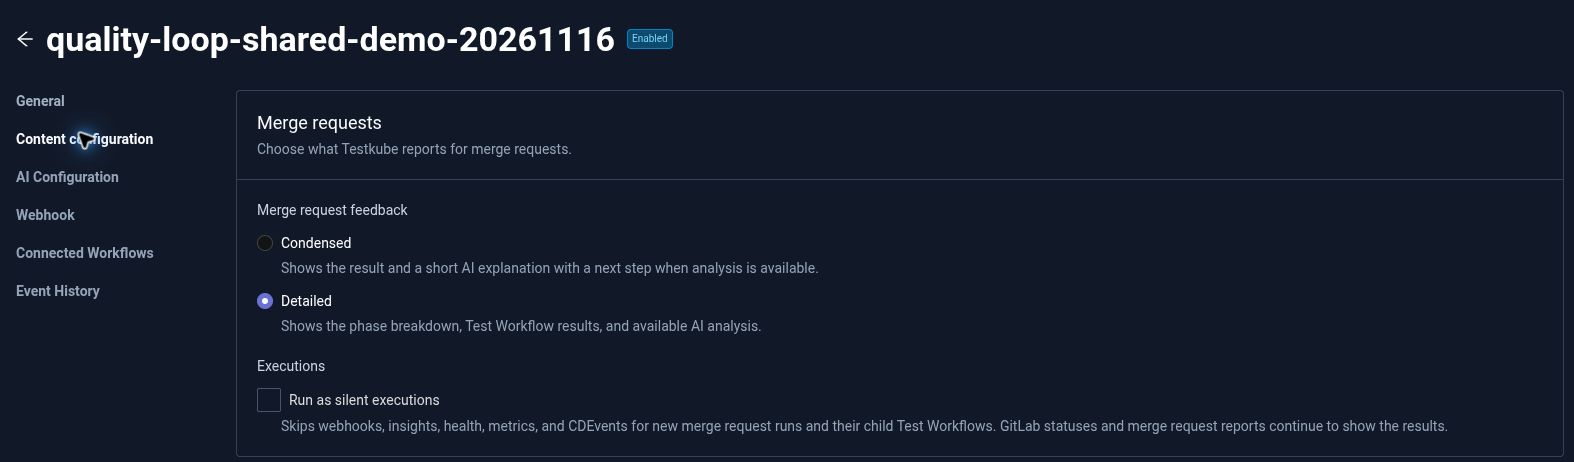 quality-loop-shared-demo-20261116
Enabled
General
Content configuration
AI Configuration
Webhook
Connected Workflows
Event History
Merge requests
Choose what Testkube reports for merge requests.
Merge request feedback
Condensed
Shows the result and a short AI explanation with a next step when analysis is available.
Detailed
Shows the phase breakdown, Test Workflow results, and available AI analysis.
Executions
Run as silent executions
Skips webhooks, insights, health, metrics, and CDEvents for new merge request runs and their child Test Workflows. GitLab statuses and merge request reports continue to show the results.